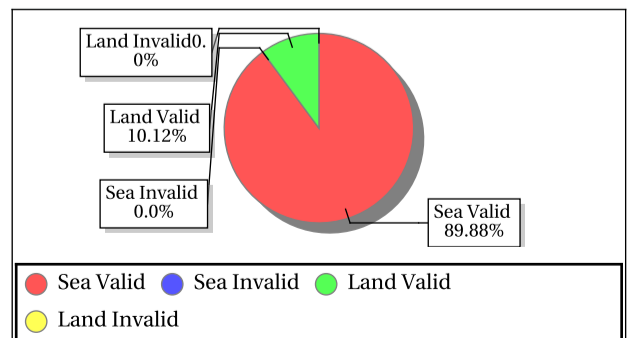 Land Invalid0.
0%
Land Valid
10.12%
Sea Invalid
0.0%
Sea Valid
89.88%
Sea Valid Sea Invalid Land Valid
Land Invalid